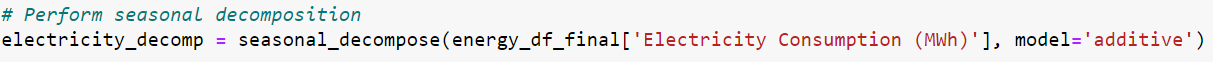 # Perform seasonal decomposition
electricity_decomp = seasonal_decompose(energy_df_final['Electricity Consumption (MWh)'], model='additive')